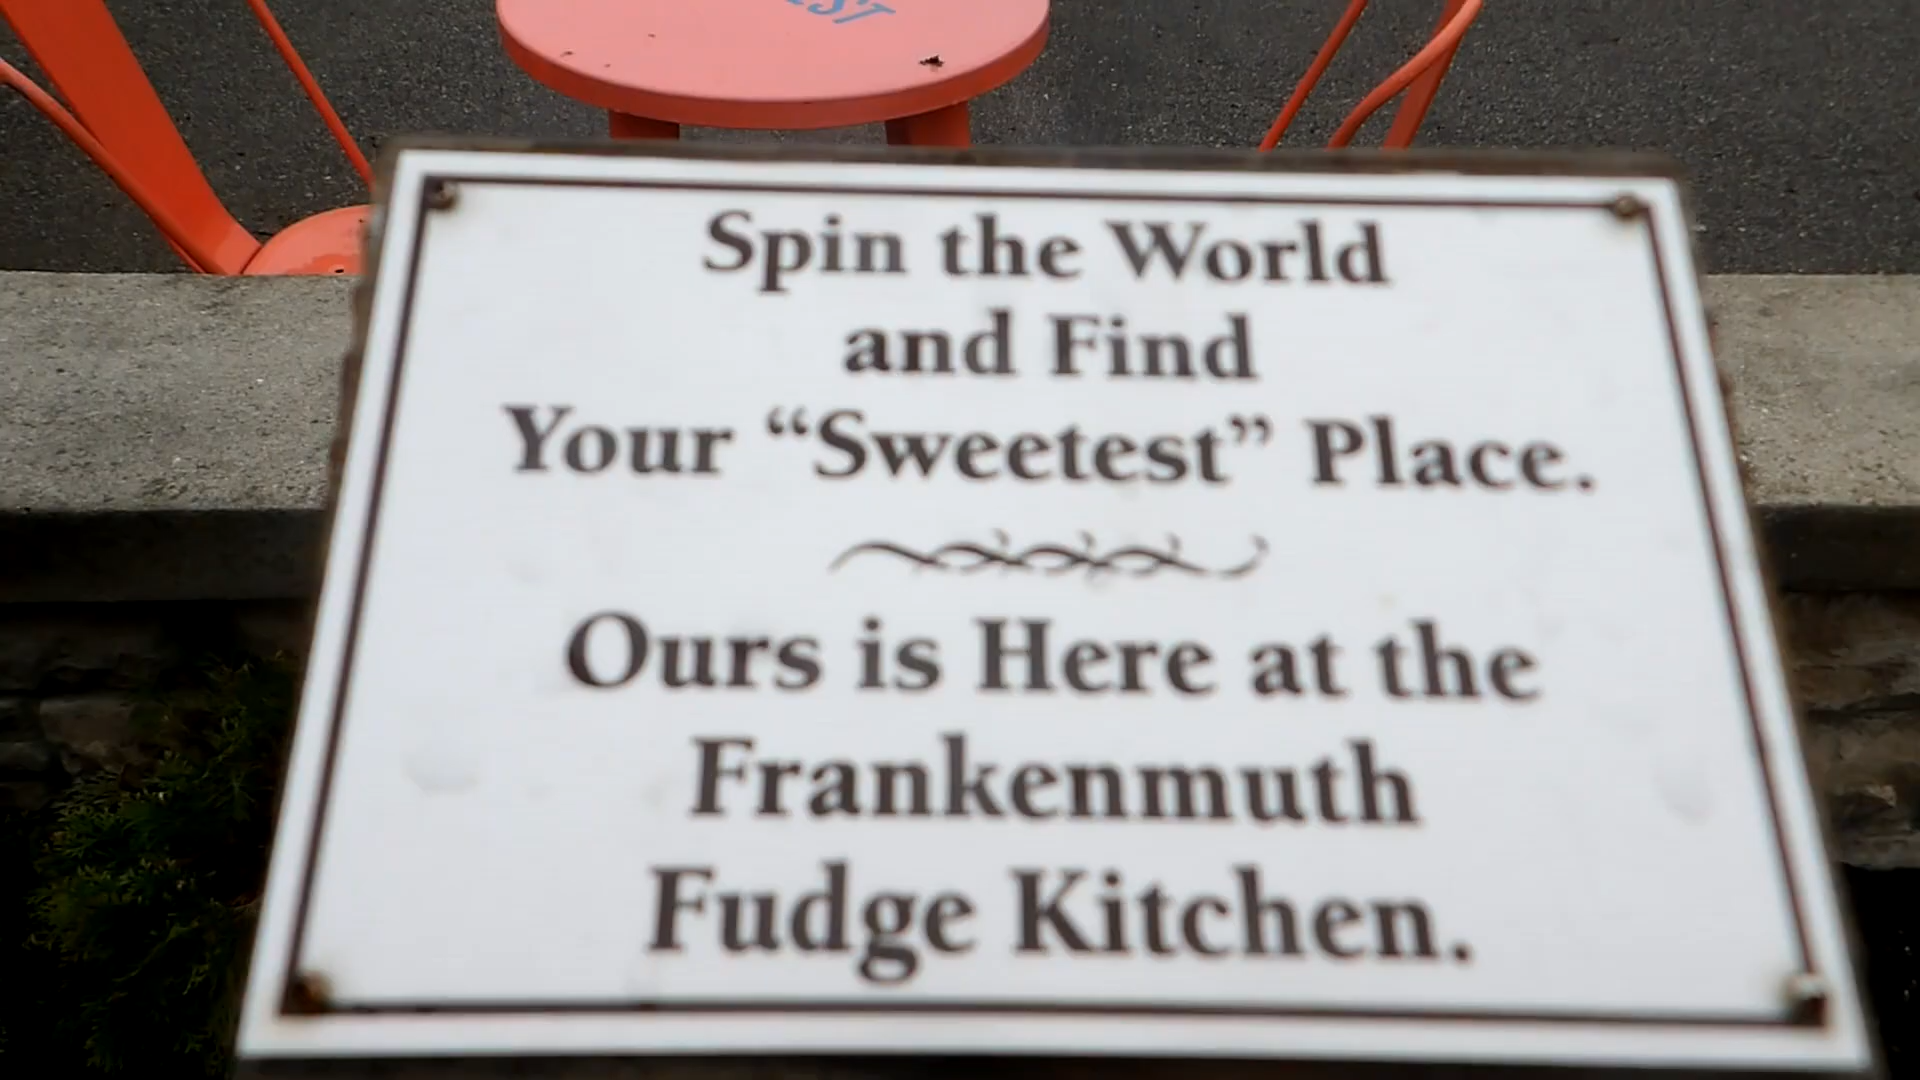 Spin the World
and Find
Your “Sweetest” Place.
Ours is Here at the
Frankenmuth
Fudge Kitchen.